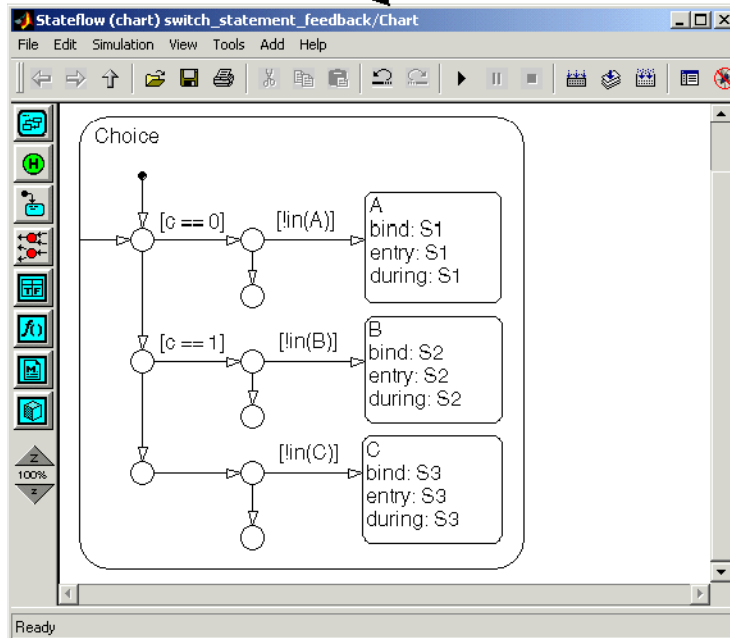 Stateflow (chart) switch_statement_feedback/Chart
File Edit Simulation View Tools Add Help
Choice
[c == 0]
[!in(A)]
A
bind: S1
entry: S1
during: S1
[c == 1]
[!in(B)]
B
bind: S2
entry: S2
during: S2
[!in(C)]
C
bind: S3
entry: S3
during: S3
H
TF
f()
M
Z
100%
z
Ready